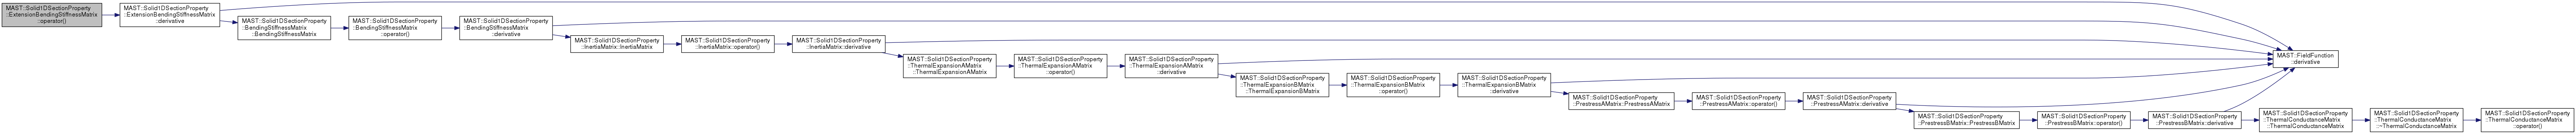 MAST::Solid1DSectionProperty
::ExtensionBendingStiffnessMatrix
::operator()
MAST::Solid1DSectionProperty
::ExtensionBendingStiffnessMatrix
::derivative
MAST::Solid1DSectionProperty
::BendingStiffnessMatrix
::BendingStiffnessMatrix
MAST::Solid1DSectionProperty
::BendingStiffnessMatrix
::operator()
MAST::Solid1DSectionProperty
::BendingStiffnessMatrix
::derivative
MAST::Solid1DSectionProperty
::InertiaMatrix::InertiaMatrix
MAST::Solid1DSectionProperty
::InertiaMatrix::operator()
MAST::Solid1DSectionProperty
::InertiaMatrix::derivative
MAST::Solid1DSectionProperty
::ThermalExpansionAMatrix
::ThermalExpansionAMatrix
MAST::Solid1DSectionProperty
::ThermalExpansionAMatrix
::operator()
MAST::Solid1DSectionProperty
::ThermalExpansionAMatrix
::derivative
MAST::Solid1DSectionProperty
::ThermalExpansionBMatrix
::ThermalExpansionBMatrix
MAST::Solid1DSectionProperty
::ThermalExpansionBMatrix
::operator()
MAST::Solid1DSectionProperty
::ThermalExpansionBMatrix
::derivative
MAST::Solid1DSectionProperty
::PrestressAMatrix::PrestressAMatrix
MAST::Solid1DSectionProperty
::PrestressAMatrix::operator()
MAST::Solid1DSectionProperty
::PrestressAMatrix::derivative
MAST::Solid1DSectionProperty
::PrestressBMatrix::PrestressBMatrix
MAST::Solid1DSectionProperty
::PrestressBMatrix::operator()
MAST::Solid1DSectionProperty
::PrestressBMatrix::derivative
MAST::FieldFunction
::derivative
MAST::Solid1DSectionProperty
::ThermalConductanceMatrix
::ThermalConductanceMatrix
MAST::Solid1DSectionProperty
::ThermalConductanceMatrix
::~ThermalConductanceMatrix
MAST::Solid1DSectionProperty
::ThermalConductanceMatrix
::operator()